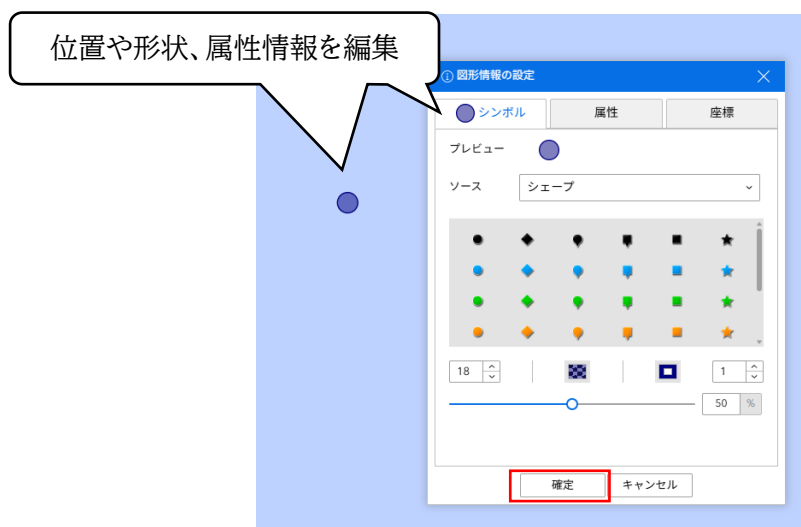 位置や形状、属性情報を編集
図形情報の設定
シンボル
属性
座標
プレビュー
ソース
シェープ
18
1
50
%
確定
キャンセル